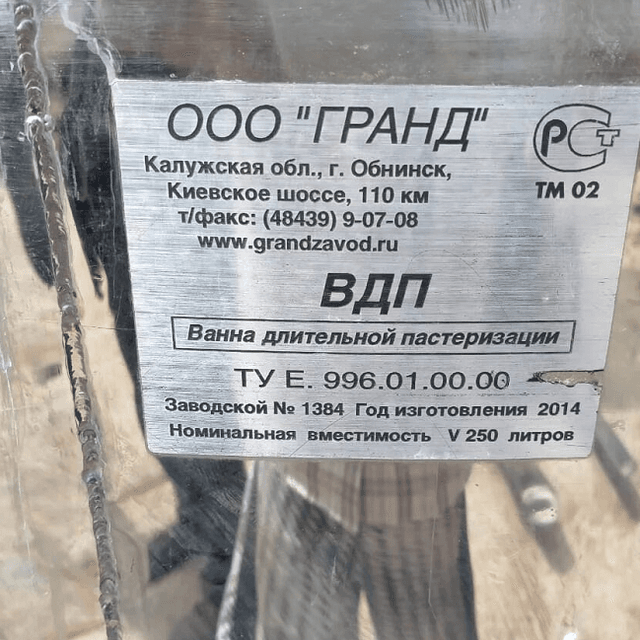 ООО "ГРАНД"
Калужская обл., г. Обнинск,
Киевское шоссе, 110 км
т/факс: (48439) 9-07-08
www.grandzavod.ru
РСТ
ТМ 02
ВДП
Ванна длительной пастеризации
ТУ Е. 996.01.00.00
Заводской № 1384 Год изготовления 2014
Номинальная вместимость V 250 литров